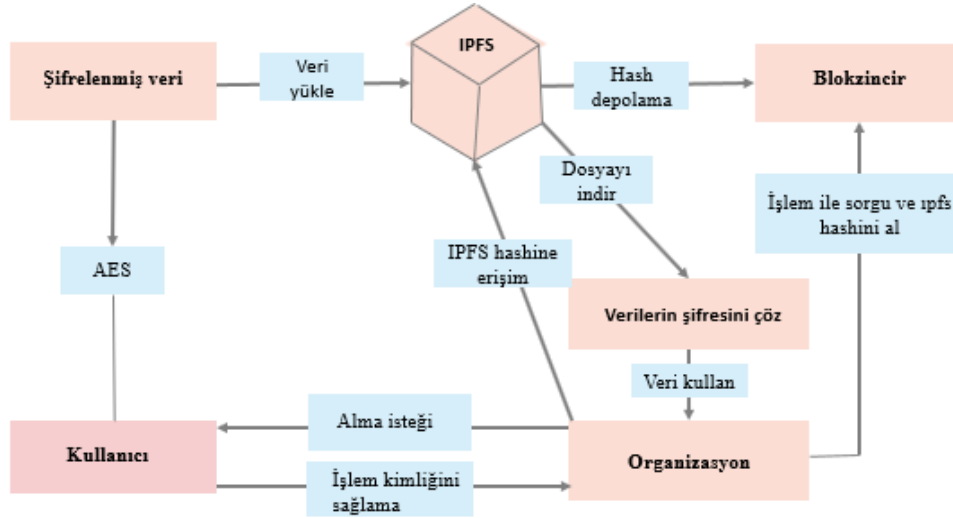 IPFS
Şifrelenmiş veri
Veri
yükle
Hash
depolama
Blokzincir
Dosyayı
indir
İşlem ile sorgu ve ıpfs
hashini al
AES
IPFS hashine
erişim
Verilerin şifresini çöz
Veri kullan
Alma isteği
Kullanıcı
Organizasyon
İşlem kimliğini
sağlama